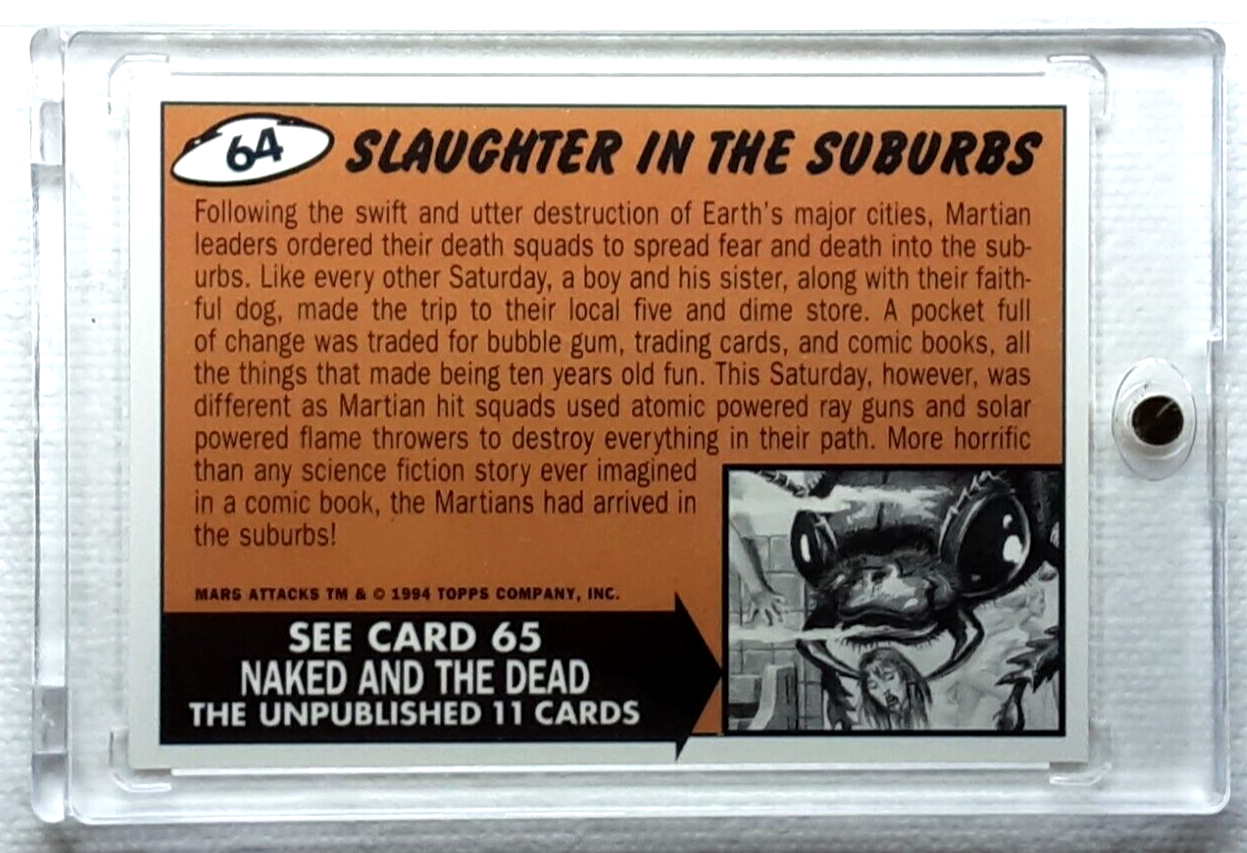 64 SLAUGHTER IN THE SUBURBS
Following the swift and utter destruction of Earth's major cities, Martian
leaders ordered their death squads to spread fear and death into the sub-
urbs. Like every other Saturday, a boy and his sister, along with their faith-
ful dog, made the trip to their local five and dime store. A pocket full
of change was traded for bubble gum, trading cards, and comic books, all
the things that made being ten years old fun. This Saturday, however, was
different as Martian hit squads used atomic powered ray guns and solar
powered flame throwers to destroy everything in their path. More horrific
than any science fiction story ever imagined
in a comic book, the Martians had arrived in
the suburbs!
MARS ATTACKS TM & © 1994 TOPPS COMPANY, INC.
SEE CARD 65
NAKED AND THE DEAD
THE UNPUBLISHED 11 CARDS